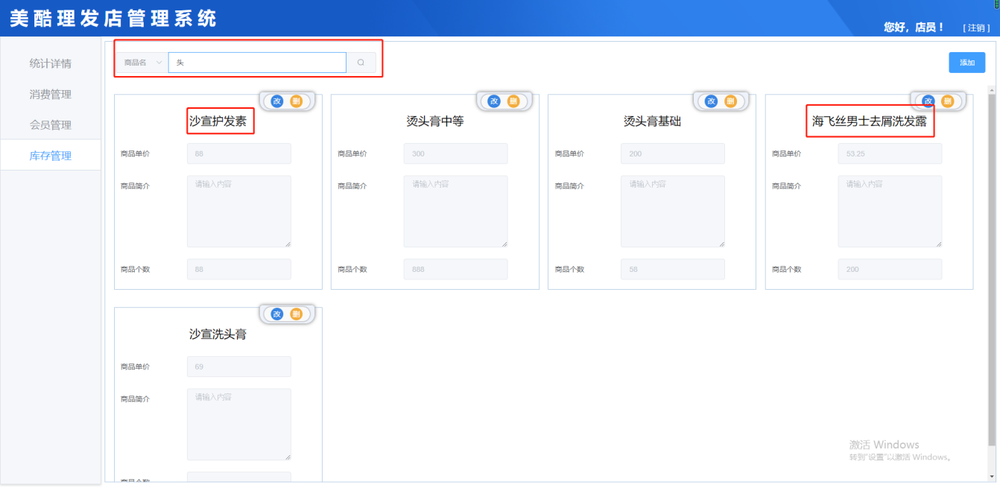 美酷理发店管理系统
您好，店员！ [注销]
统计详情
消费管理
会员管理
库存管理
商品名 头
添加
改 删
沙宣护发素
商品单价 88
商品简介 请输入内容
商品个数 88
改 删
烫头膏中等
商品单价 300
商品简介 请输入内容
商品个数 888
改 删
烫头膏基础
商品单价 200
商品简介 请输入内容
商品个数 58
改 删
海飞丝男士去屑洗发露
商品单价 53.25
商品简介 请输入内容
商品个数 200
改 删
沙宣洗头膏
商品单价 69
商品简介 请输入内容
商品个数
激活 Windows
转到"设置"以激活 Windows。